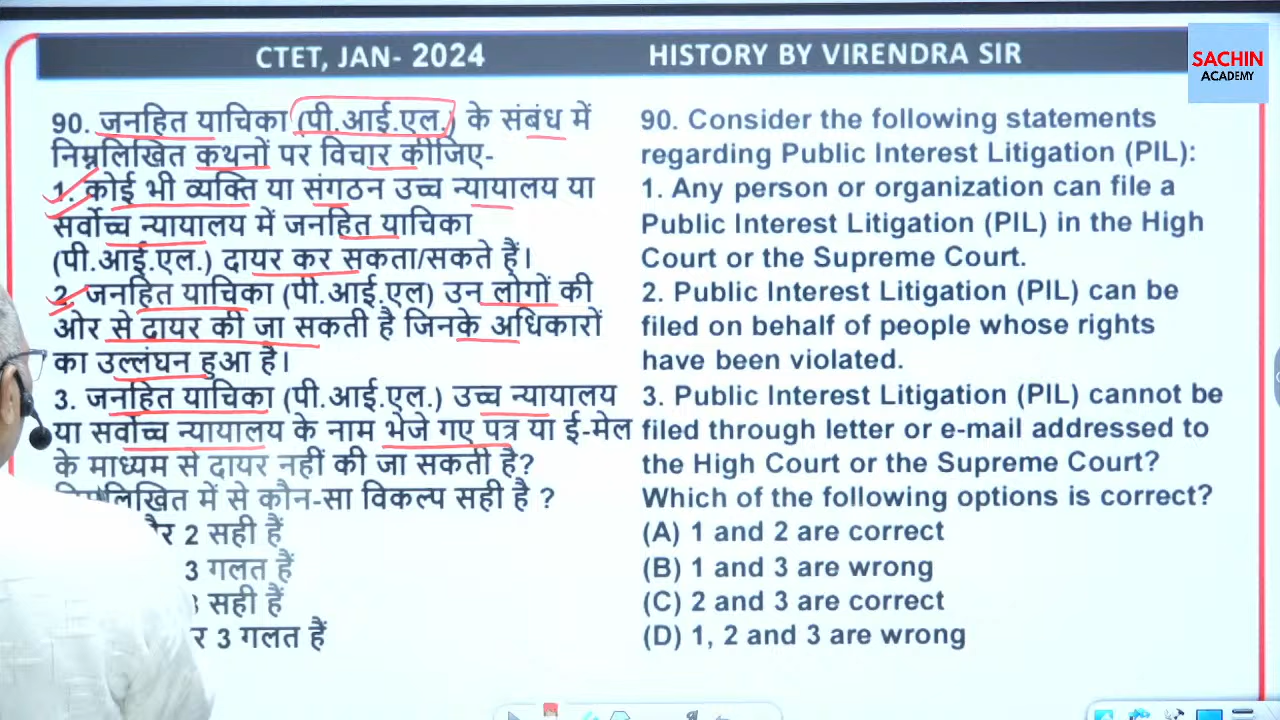 CTET, JAN- 2024
HISTORY BY VIRENDRA SIR
SACHIN
ACADEMY
90. जनहित याचिका (पी.आई.एल.) के संबंध में
निम्नलिखित कथनों पर विचार कीजिए-
1. कोई भी व्यक्ति या संगठन उच्च न्यायालय या
सर्वोच्च न्यायालय में जनहित याचिका
(पी.आई.एल.) दायर कर सकता/सकते हैं।
2. जनहित याचिका (पी.आई.एल) उन लोगों की
ओर से दायर की जा सकती है जिनके अधिकारों
का उल्लंघन हुआ है।
3. जनहित याचिका (पी.आई.एल.) उच्च न्यायालय
या सर्वोच्च न्यायालय के नाम भेजे गए पत्र या ई-मेल
के माध्यम से दायर नहीं की जा सकती है?
में से कौन-सा विकल्प सही है ?
2 सही हैं
3 गलत हैं
सही हैं
3 गलत हैं
90. Consider the following statements
regarding Public Interest Litigation (PIL):
1. Any person or organization can file a
Public Interest Litigation (PIL) in the High
Court or the Supreme Court.
2. Public Interest Litigation (PIL) can be
filed on behalf of people whose rights
have been violated.
3. Public Interest Litigation (PIL) cannot be
filed through letter or e-mail addressed to
the High Court or the Supreme Court?
Which of the following options is correct?
(A) 1 and 2 are correct
(B) 1 and 3 are wrong
(C) 2 and 3 are correct
(D) 1, 2 and 3 are wrong